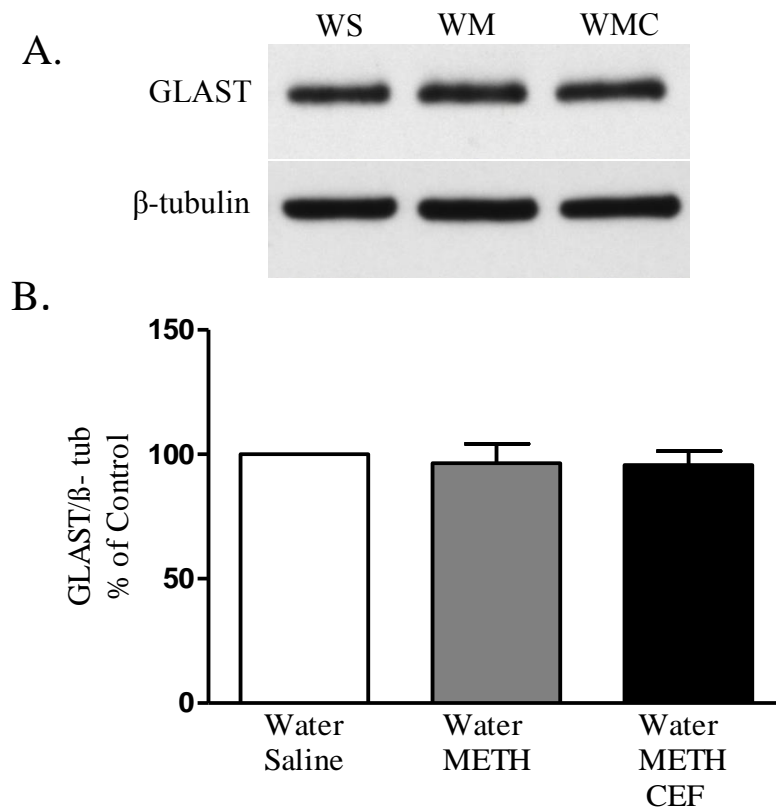 A.
WS WM WMC
GLAST
β-tubulin
B.
GLAST/ß- tub
% of Control
150
100
50
0
Water
Saline
Water
METH
Water
METH
CEF